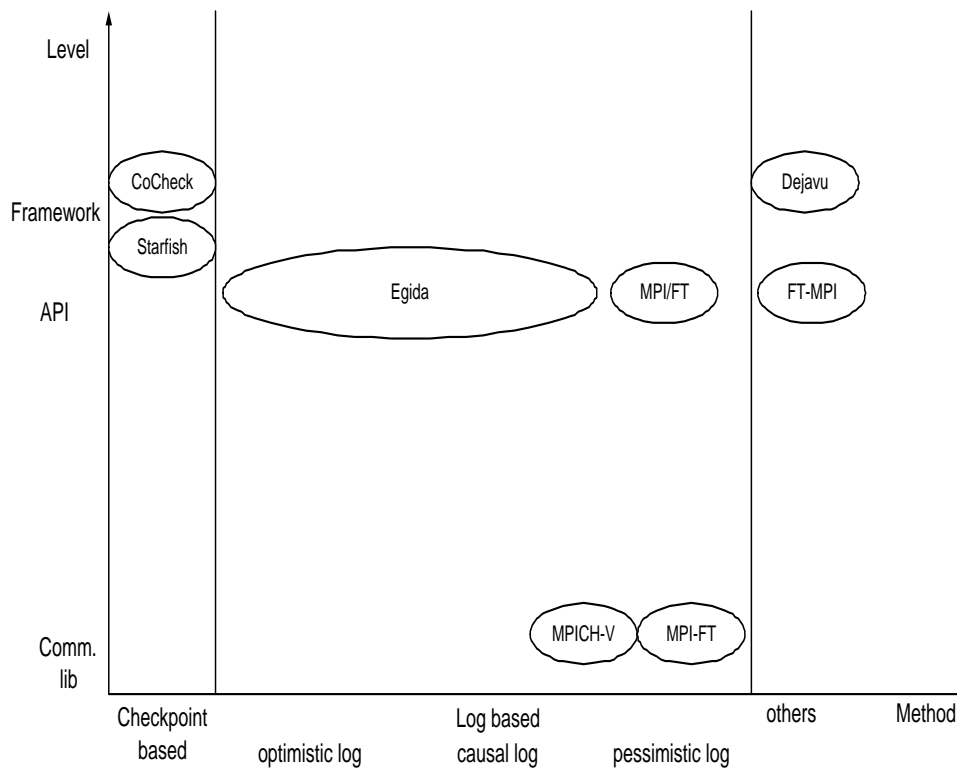 Level
CoCheck
Dejavu
Framework
Starfish
Egida
MPI/FT
FT-MPI
API
MPICH-V
MPI-FT
Comm.
lib
Checkpoint
based
Log based
others
Method
optimistic log
causal log
pessimistic log